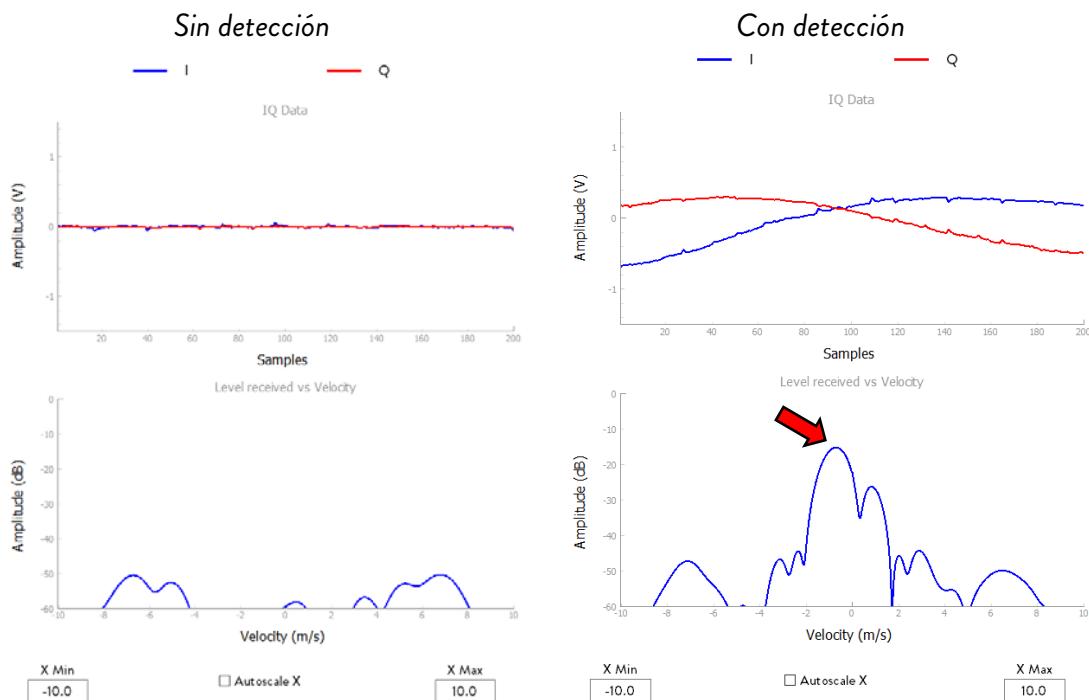 Sin detección
I Q
IQ Data
Amplitude (V)
1
0
-1
20 40 60 80 100 120 140 160 180 200
Samples
Level received vs Velocity
Amplitude (dB)
0
-10
-20
-30
-40
-50
-60
-10 -8 -6 -4 -2 0 2 4 6 8 10
Velocity (m/s)
X Min
-10.0
Autoscale X
X Max
10.0
Con detección
I Q
IQ Data
Amplitude (V)
1
0
-1
20 40 60 80 100 120 140 160 180 200
Samples
Level received vs Velocity
Amplitude (dB)
0
-10
-20
-30
-40
-50
-60
-10 -8 -6 -4 -2 0 2 4 6 8 10
Velocity (m/s)
X Min
-10.0
Autoscale X
X Max
10.0